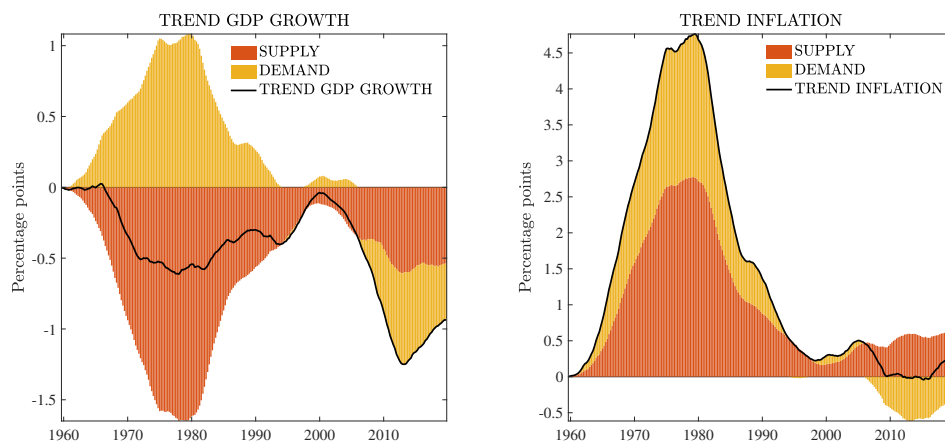 TREND GDP GROWTH
SUPPLY
DEMAND
TREND GDP GROWTH
Percentage points
1
0.5
0
-0.5
-1
-1.5
1960 1970 1980 1990 2000 2010
TREND INFLATION
SUPPLY
DEMAND
TREND INFLATION
Percentage points
4.5
4
3.5
3
2.5
2
1.5
1
0.5
0
-0.5
1960 1970 1980 1990 2000 2010